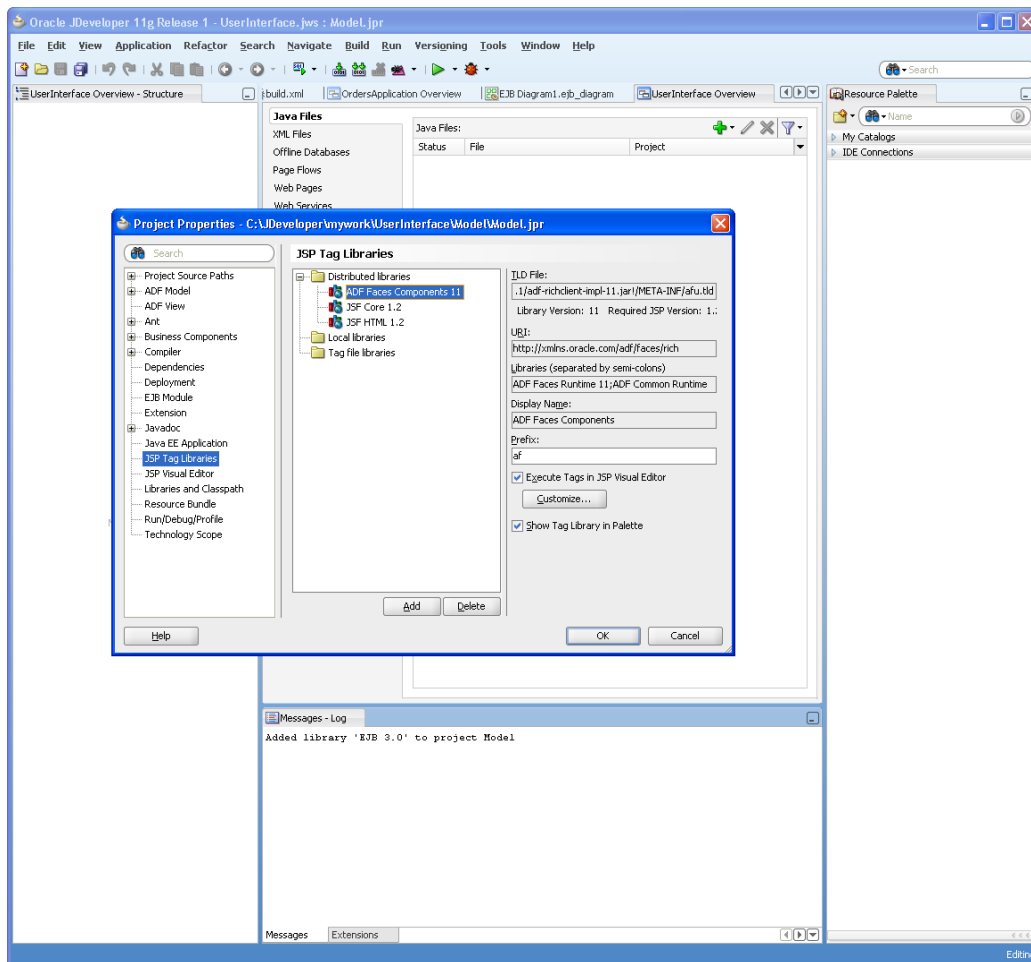 Oracle JDeveloper 11g Release 1 - UserInterface.jws : Model.jpr
File Edit View Application Refactor Search Navigate Build Run Versioning Tools Window Help
Search
UserInterface Overview - Structure
build.xml
OrdersApplication Overview
EJB Diagram1.ejb_diagram
UserInterface Overview
Resource Palette
Name
My Catalogs
IDE Connections
Java Files
XML Files
Offline Databases
Page Flows
Web Pages
Web Services
Java Files:
Status File Project
Project Properties - C:\JDeveloper\mywork\UserInterface\Model\Model.jpr
Search
Project Source Paths
ADF Model
ADF View
Ant
Business Components
Compiler
Dependencies
Deployment
EJB Module
Extension
Javadoc
Java EE Application
JSP Tag Libraries
JSP Visual Editor
Libraries and Classpath
Resource Bundle
Run/Debug/Profile
Technology Scope
JSP Tag Libraries
Distributed libraries
ADF Faces Components 11
JSF Core 1.2
JSF HTML 1.2
Local libraries
Tag file libraries
Add Delete
TLD File:
.1/adf-richclient-impl-11.jar!/META-INF/afu.tld
Library Version: 11 Required JSP Version: 1.
URI:
http://xmlns.oracle.com/adf/faces/rich
Libraries (separated by semi-colons)
ADF Faces Runtime 11;ADF Common Runtime
Display Name:
ADF Faces Components
Prefix:
af
Execute Tags in JSP Visual Editor
Customize...
Show Tag Library in Palette
Help OK Cancel
Messages - Log
Added library 'EJB 3.0' to project Model
Messages Extensions
Editing